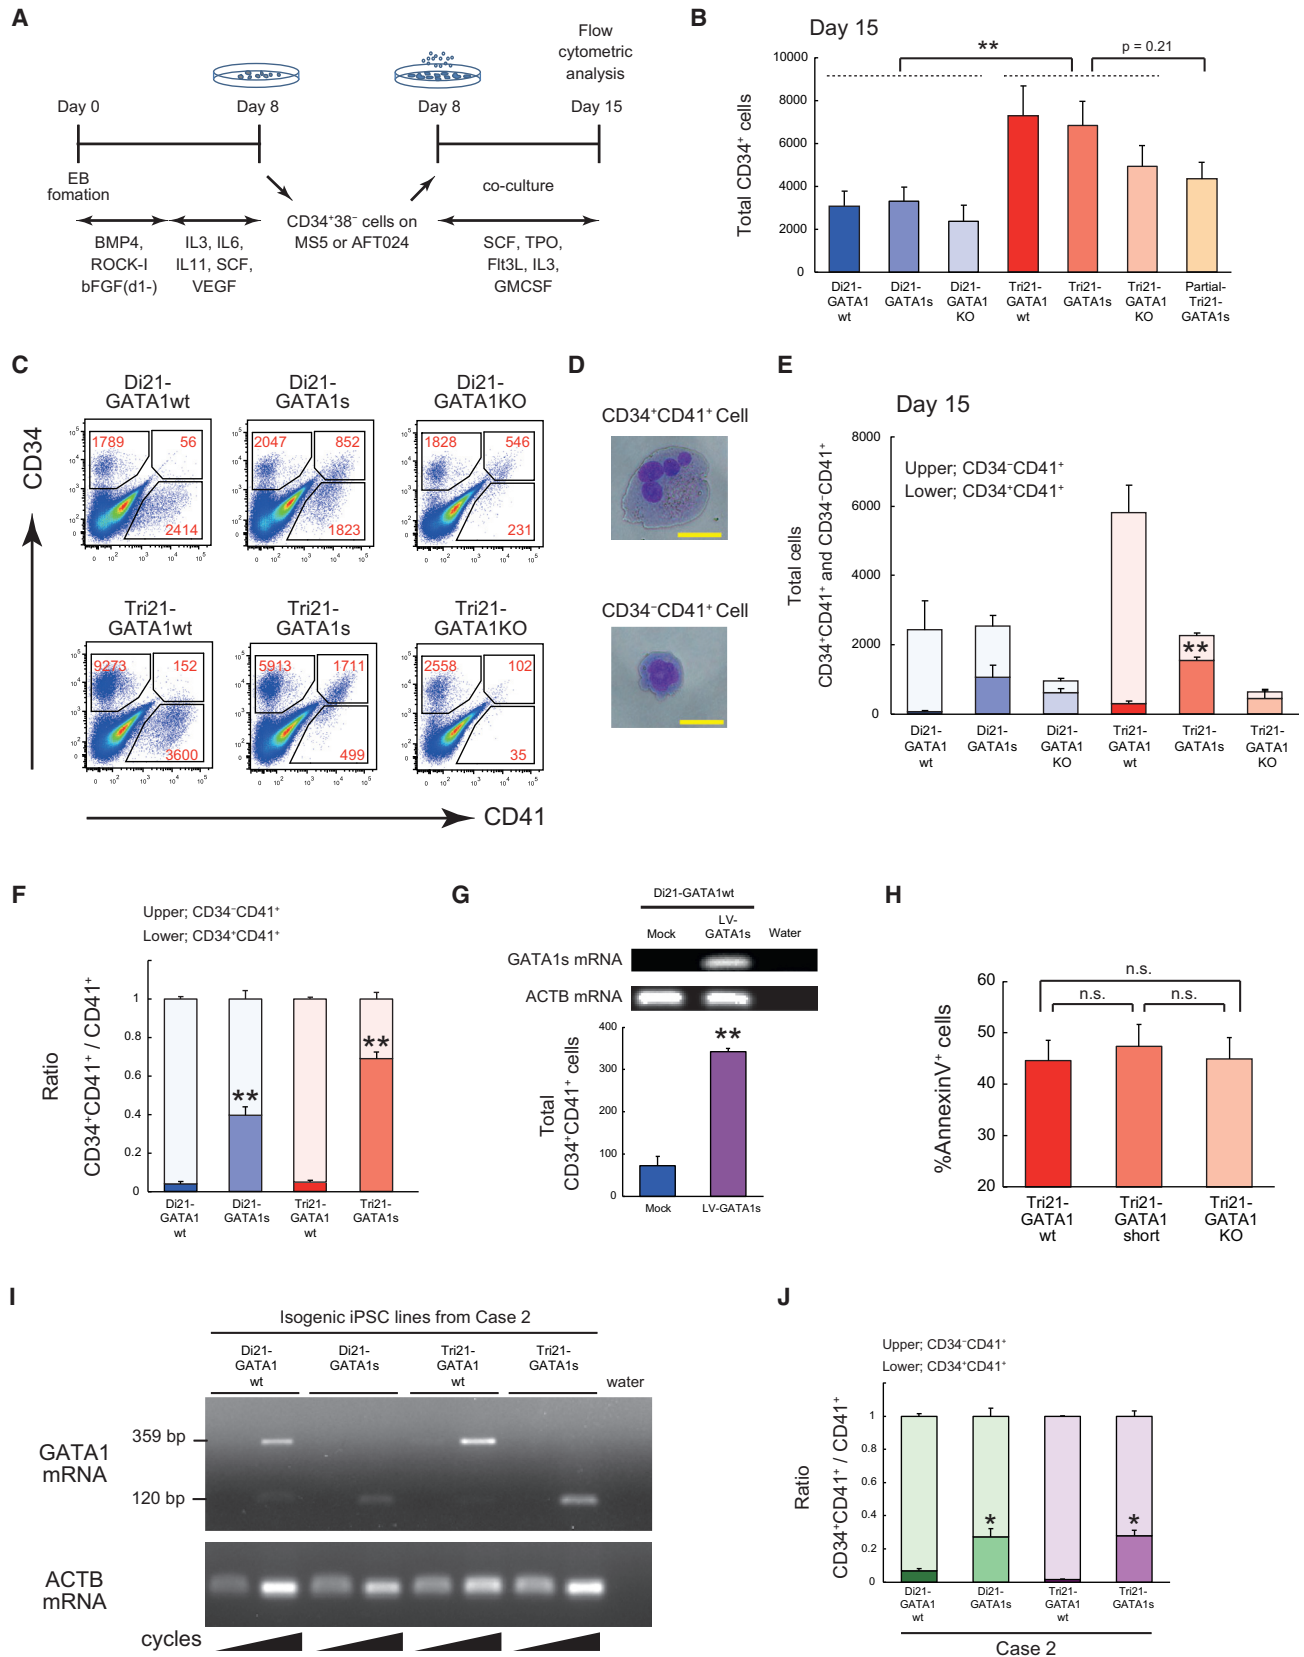 A
Day 0
Day 8
Day 8
Flow
cytometric
analysis
Day 15
EB
fomation
BMP4,
ROCK-I
bFGF(d1-)
IL3, IL6,
IL11, SCF,
VEGF
CD34+38− cells on
MS5 or AFT024
co-culture
SCF, TPO,
Flt3L, IL3,
GMCSF
B
Day 15
Total CD34+ cells
10000
8000
6000
4000
2000
0
**
p = 0.21
Di21-
GATA1
wt
Di21-
GATA1s
Di21-
GATA1
KO
Tri21-
GATA1
wt
Tri21-
GATA1s
Tri21-
GATA1
KO
Partial-
Tri21-
GATA1s
C
CD34
CD41
Di21-
GATA1wt
1789
56
2414
Di21-
GATA1s
2047
852
1823
Di21-
GATA1KO
1828
546
231
Tri21-
GATA1wt
9273
152
3600
Tri21-
GATA1s
5913
1711
499
Tri21-
GATA1KO
2558
102
35
D
CD34+CD41+ Cell
CD34−CD41+ Cell
E
Day 15
Upper; CD34−CD41+
Lower; CD34+CD41+
Total cells
CD34+CD41+ and CD34−CD41+
8000
6000
4000
2000
0
**
Di21-
GATA1
wt
Di21-
GATA1s
Di21-
GATA1
KO
Tri21-
GATA1
wt
Tri21-
GATA1s
Tri21-
GATA1
KO
F
Upper; CD34−CD41+
Lower; CD34+CD41+
Ratio
CD34+CD41+ / CD41+
1
0.8
0.6
0.4
0.2
0
**
**
Di21-
GATA1
wt
Di21-
GATA1s
Tri21-
GATA1
wt
Tri21-
GATA1s
G
Di21-GATA1wt
Mock
LV-
GATA1s
Water
GATA1s mRNA
ACTB mRNA
Total
CD34+CD41+ cells
400
300
200
100
0
**
Mock
LV-GATA1s
H
%AnnexinV+ cells
60
50
40
30
20
n.s.
n.s.
n.s.
Tri21-
GATA1
wt
Tri21-
GATA1
short
Tri21-
GATA1
KO
I
Isogenic iPSC lines from Case 2
Di21-
GATA1
wt
Di21-
GATA1s
Tri21-
GATA1
wt
Tri21-
GATA1s
water
GATA1
mRNA
359 bp
120 bp
ACTB
mRNA
cycles
J
Upper; CD34−CD41+
Lower; CD34+CD41+
Ratio
CD34+CD41+ / CD41+
1
0.8
0.6
0.4
0.2
0
*
*
Di21-
GATA1
wt
Di21-
GATA1s
Tri21-
GATA1
wt
Tri21-
GATA1s
Case 2